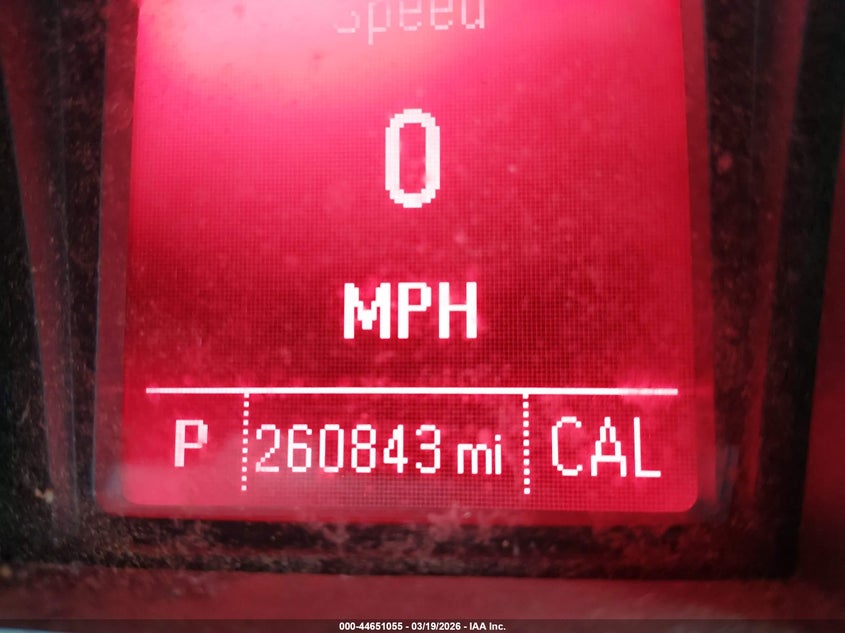 Speed
0
MPH
P 260843 mi CAL
000-44651055 - 03/19/2026 - IAA Inc.